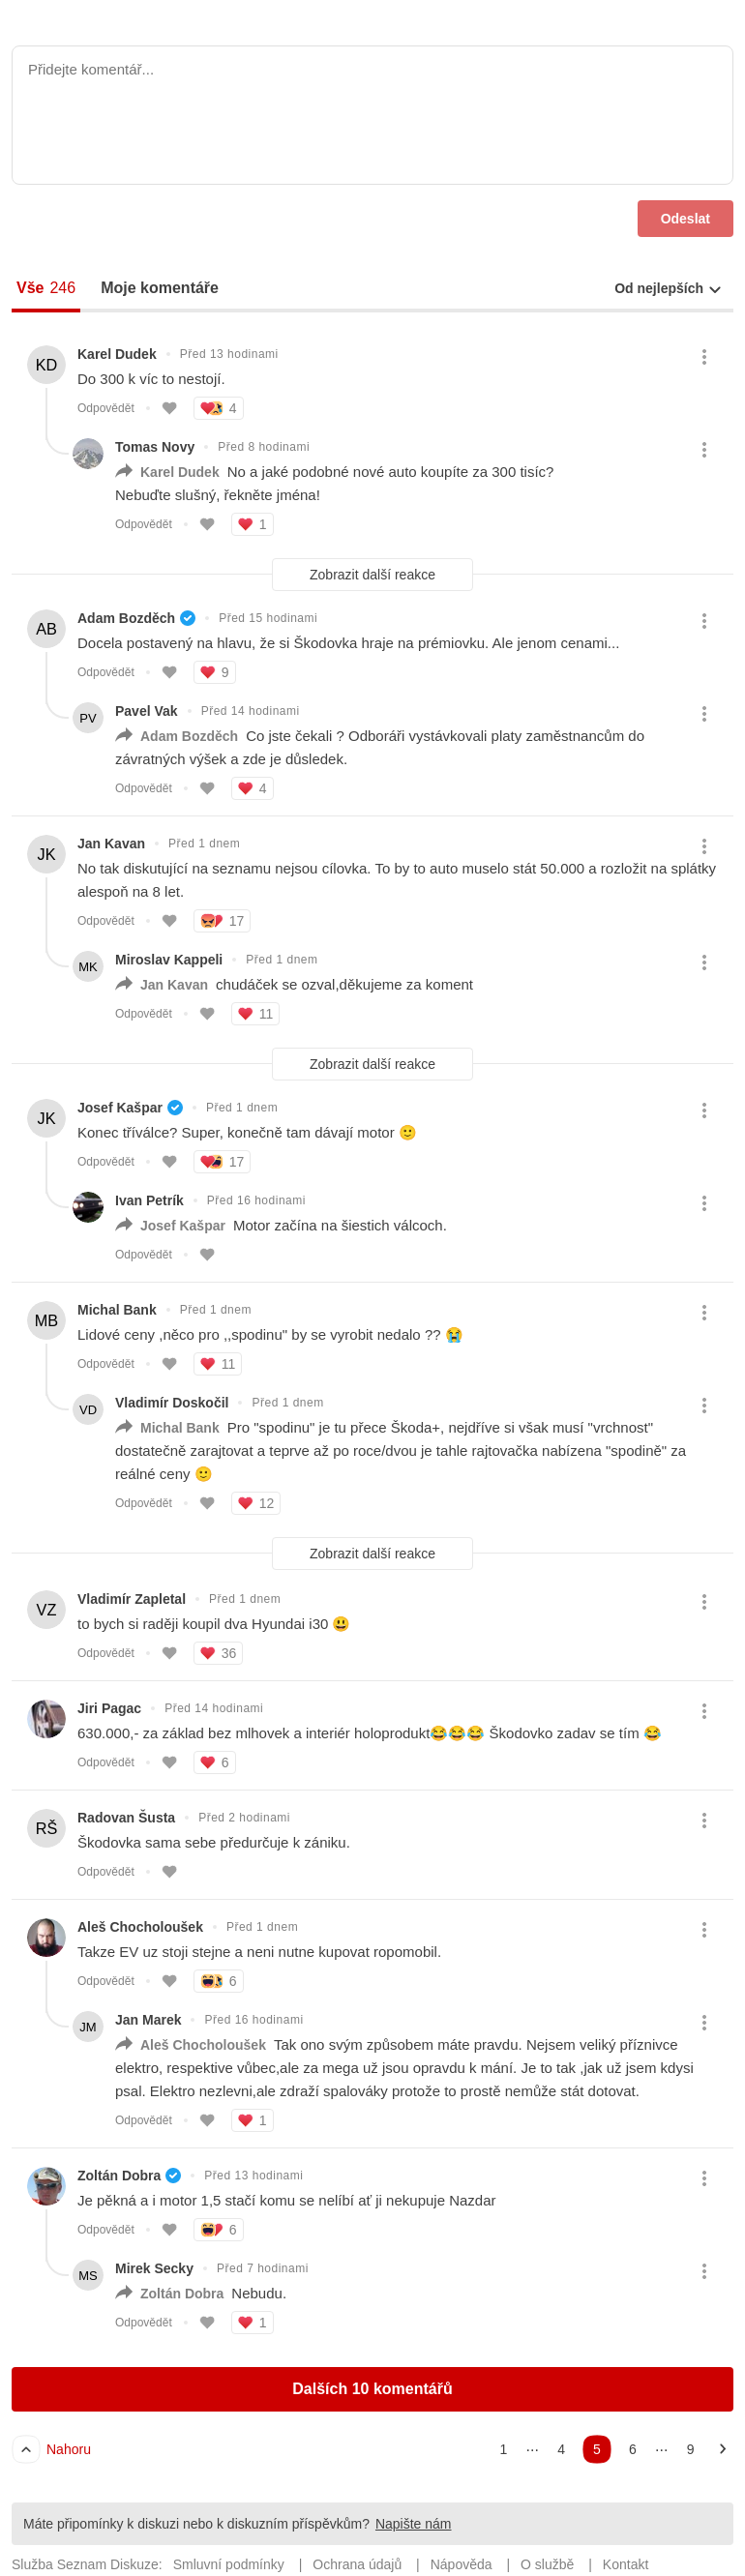 Přidejte komentář...
Odeslat
Vše 246 Moje komentáře Od nejlepších
KD Karel Dudek Před 13 hodinami
Do 300 k víc to nestojí.
Odpovědět 4
Tomas Novy Před 8 hodinami
Karel Dudek No a jaké podobné nové auto koupíte za 300 tisíc?
Nebuďte slušný, řekněte jména!
Odpovědět 1
Zobrazit další reakce
AB Adam Bozděch Před 15 hodinami
Docela postavený na hlavu, že si Škodovka hraje na prémiovku. Ale jenom cenami...
Odpovědět 9
PV Pavel Vak Před 14 hodinami
Adam Bozděch Co jste čekali ? Odboráři vystávkovali platy zaměstnancům do
závratných výšek a zde je důsledek.
Odpovědět 4
JK Jan Kavan Před 1 dnem
No tak diskutující na seznamu nejsou cílovka. To by to auto muselo stát 50.000 a rozložit na splátky
alespoň na 8 let.
Odpovědět 17
MK Miroslav Kappeli Před 1 dnem
Jan Kavan chudáček se ozval,děkujeme za koment
Odpovědět 11
Zobrazit další reakce
JK Josef Kašpar Před 1 dnem
Konec tříválce? Super, konečně tam dávají motor 🙂
Odpovědět 17
Ivan Petrík Před 16 hodinami
Josef Kašpar Motor začína na šiestich válcoch.
Odpovědět
MB Michal Bank Před 1 dnem
Lidové ceny ,něco pro ,,spodinu" by se vyrobit nedalo ?? 😭
Odpovědět 11
VD Vladimír Doskočil Před 1 dnem
Michal Bank Pro "spodinu" je tu přece Škoda+, nejdříve si však musí "vrchnost"
dostatečně zarajtovat a teprve až po roce/dvou je tahle rajtovačka nabízena "spodině" za
reálné ceny 🙂
Odpovědět 12
Zobrazit další reakce
VZ Vladimír Zapletal Před 1 dnem
to bych si raději koupil dva Hyundai i30 😃
Odpovědět 36
Jiri Pagac Před 14 hodinami
630.000,- za základ bez mlhovek a interiér holoprodukt😂😂😂 Škodovko zadav se tím 😂
Odpovědět 6
RŠ Radovan Šusta Před 2 hodinami
Škodovka sama sebe předurčuje k zániku.
Odpovědět
Aleš Chocholoušek Před 1 dnem
Takze EV uz stoji stejne a neni nutne kupovat ropomobil.
Odpovědět 6
JM Jan Marek Před 16 hodinami
Aleš Chocholoušek Tak ono svým způsobem máte pravdu. Nejsem veliký příznivce
elektro, respektive vůbec,ale za mega už jsou opravdu k mání. Je to tak ,jak už jsem kdysi
psal. Elektro nezlevni,ale zdraží spalováky protože to prostě nemůže stát dotovat.
Odpovědět 1
Zoltán Dobra Před 13 hodinami
Je pěkná a i motor 1,5 stačí komu se nelíbí ať ji nekupuje Nazdar
Odpovědět 6
MS Mirek Secky Před 7 hodinami
Zoltán Dobra Nebudu.
Odpovědět 1
Dalších 10 komentářů
Nahoru 1 ⋯ 4 5 6 ⋯ 9
Máte připomínky k diskuzi nebo k diskuzním příspěvkům? Napište nám
Služba Seznam Diskuze: Smluvní podmínky | Ochrana údajů | Nápověda | O službě | Kontakt